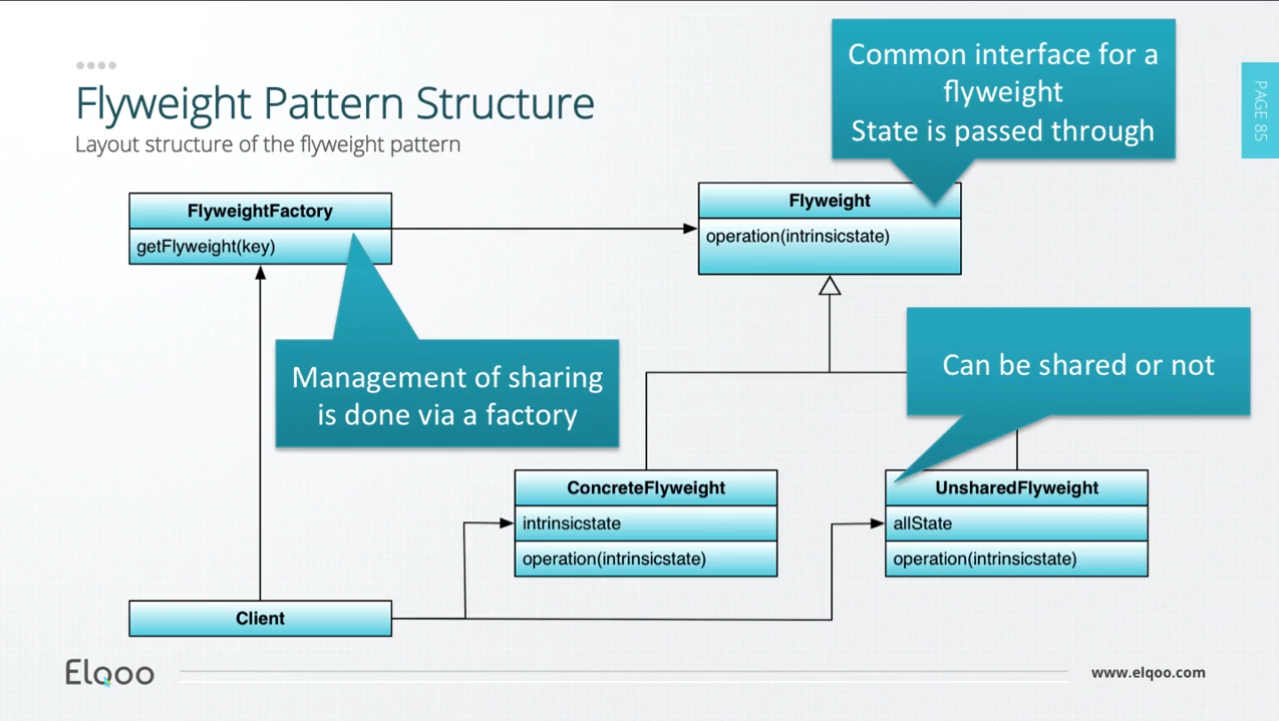 Flyweight Pattern Structure
Layout structure of the flyweight pattern
Common interface for a
flyweight
State is passed through
PAGE 85
FlyweightFactory
getFlyweight(key)
Flyweight
operation(intrinsicstate)
Management of sharing
is done via a factory
Can be shared or not
ConcreteFlyweight
intrinsicstate
operation(intrinsicstate)
UnsharedFlyweight
allState
operation(intrinsicstate)
Client
Elqoo
www.elqoo.com